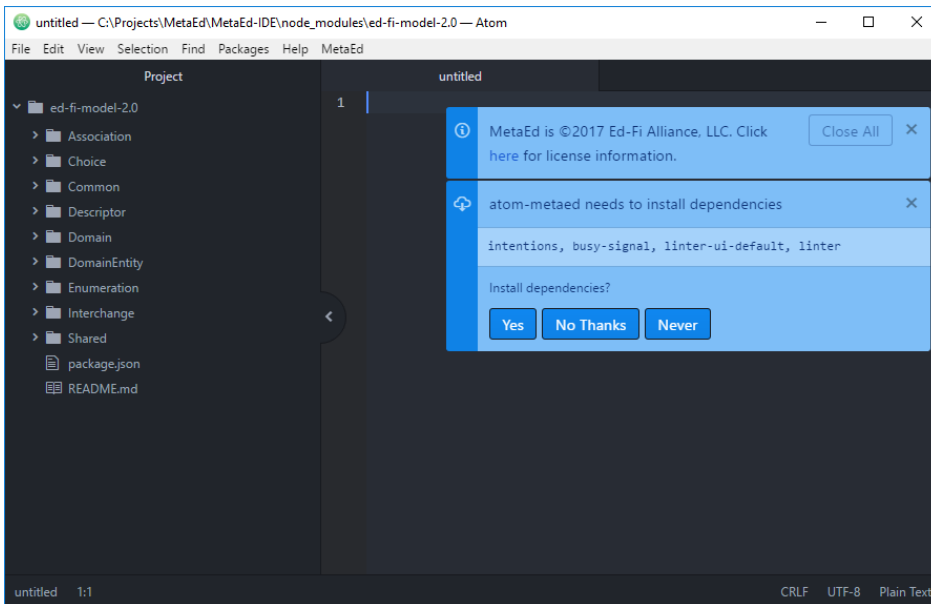 untitled — C:\Projects\MetaEd\MetaEd-IDE\node_modules\ed-fi-model-2.0 — Atom
File Edit View Selection Find Packages Help MetaEd
Project
untitled
ed-fi-model-2.0
Association
Choice
Common
Descriptor
Domain
DomainEntity
Enumeration
Interchange
Shared
package.json
README.md
1
MetaEd is ©2017 Ed-Fi Alliance, LLC. Click
here for license information.
Close All
atom-metaed needs to install dependencies
intentions, busy-signal, linter-ui-default, linter
Install dependencies?
Yes No Thanks Never
untitled 1:1 CRLF UTF-8 Plain Text